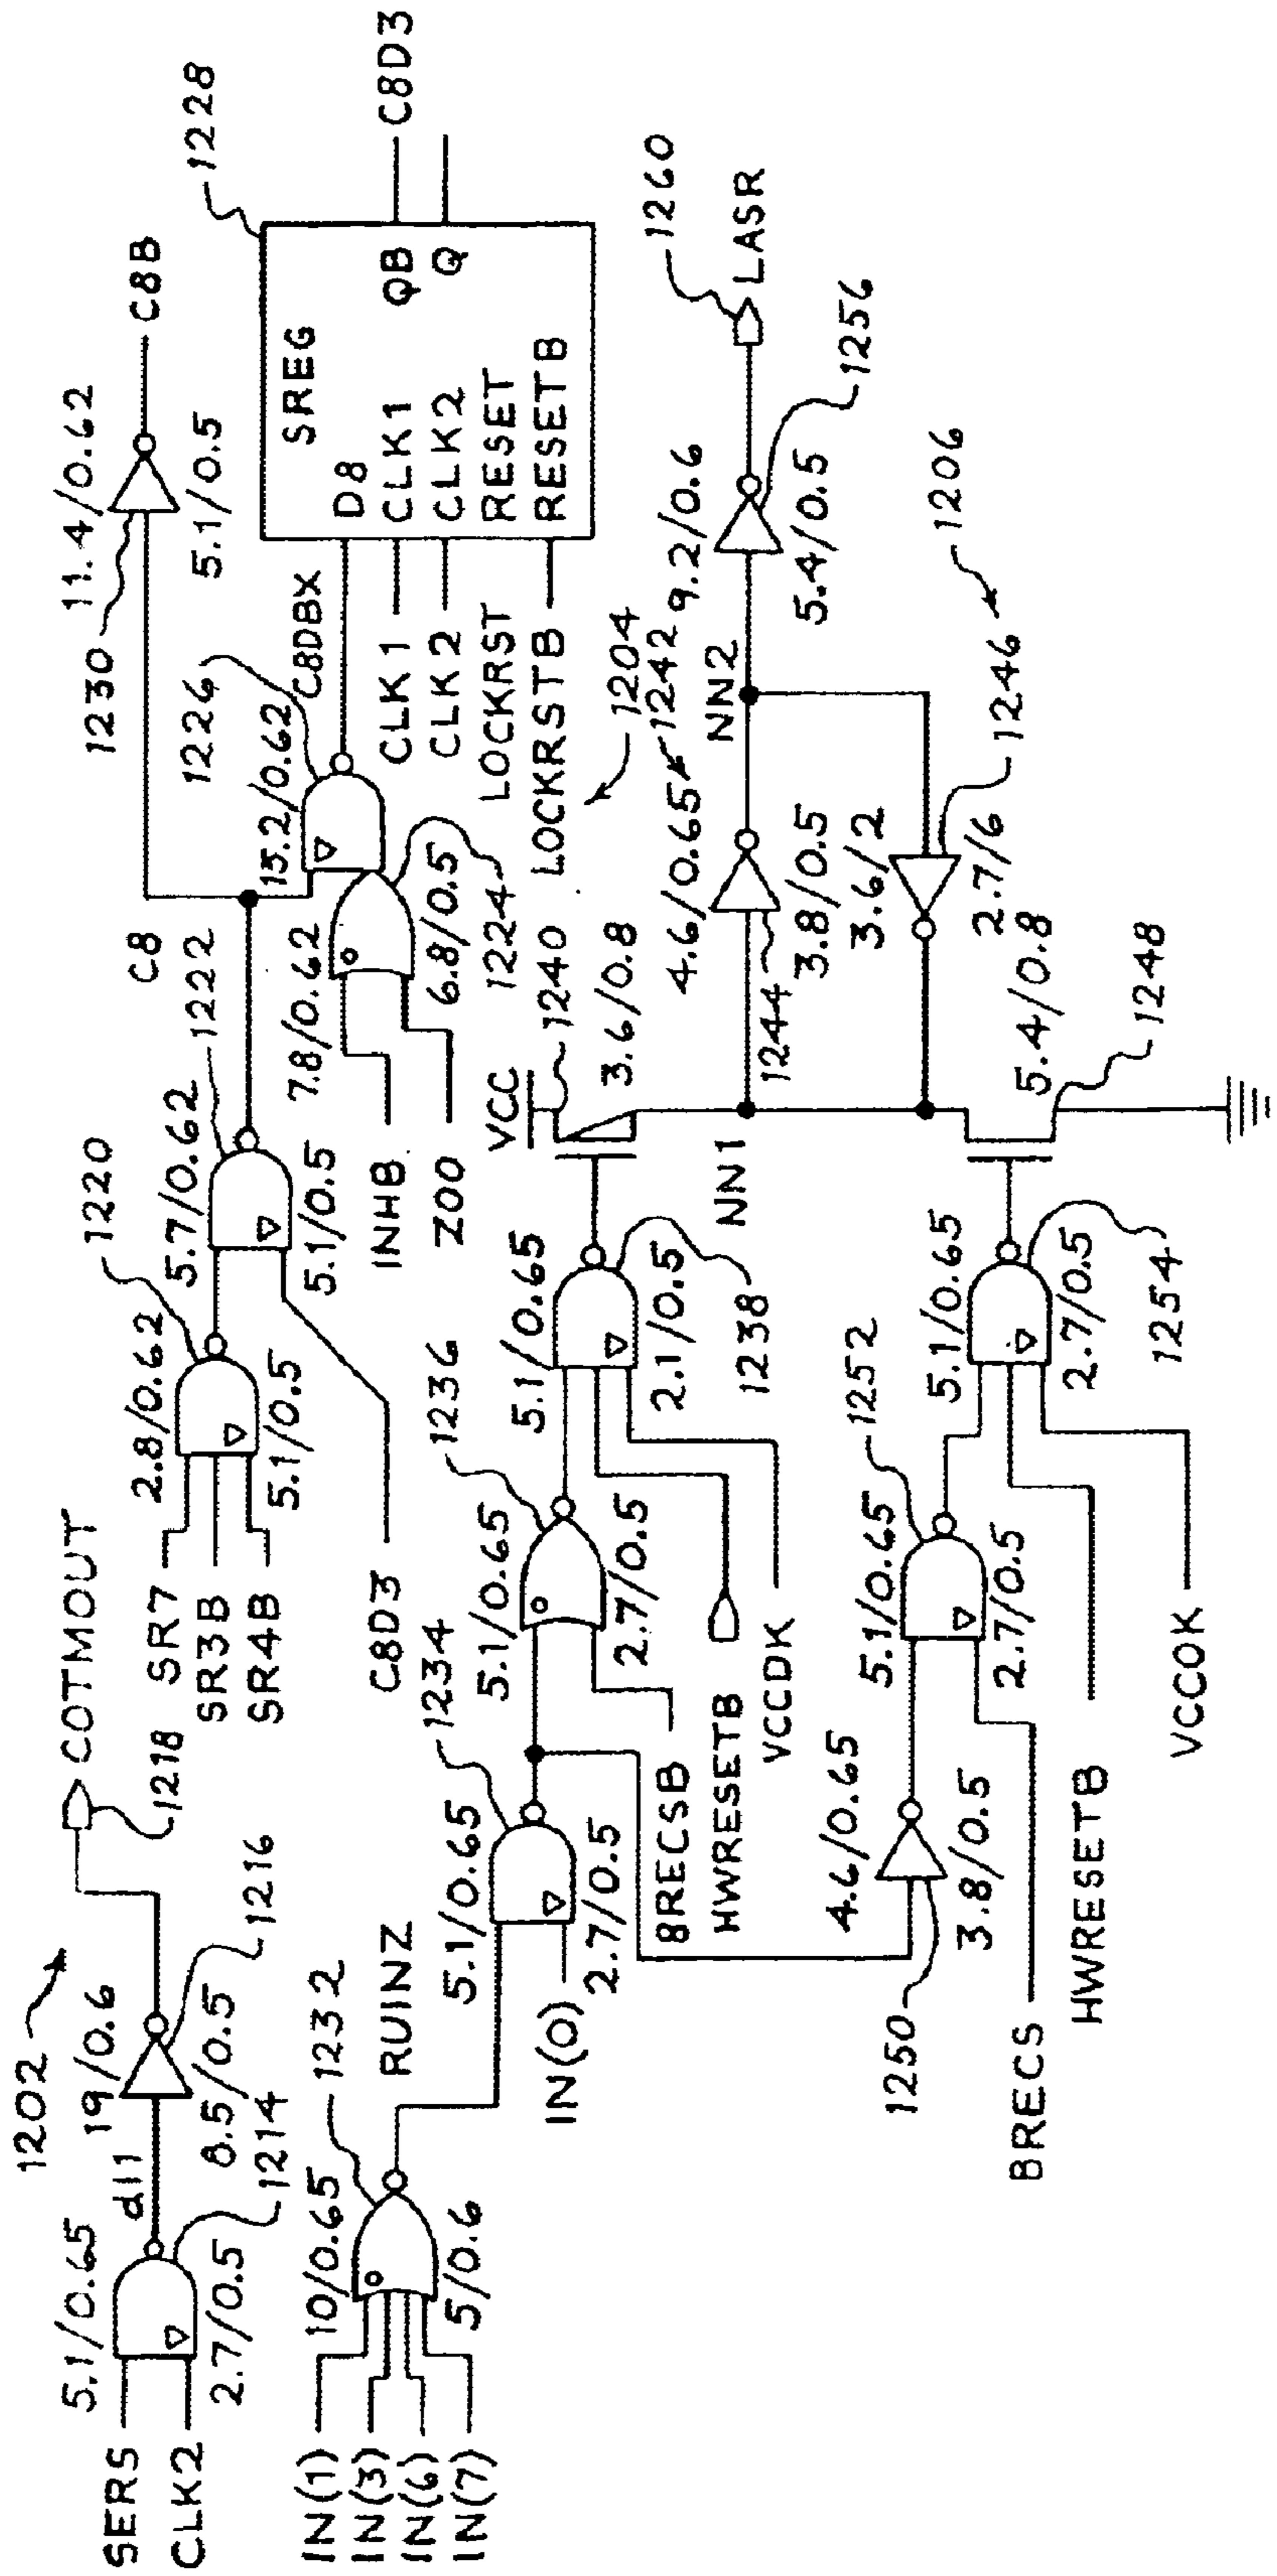 1202
5.1/0.65
SERS
CLK2
2.7/0.5
1214
d11
19/0.6
8.5/0.5
1216
1218
COTMOUT
SR7
SR3B
SR4B
2.8/0.62
5.1/0.5
1220
C8D3
5.7/0.62
5.1/0.5
1222
C8
INHB
ZOO
7.8/0.62
6.8/0.5
1224
15.2/0.62
1226
C8DBX
1230
11.4/0.62
5.1/0.5
C8B
CLK1
CLK2
LOCKRST
LOCKRSTB
SREG
D8
CLK1
CLK2
RESET
RESETB
QB
Q
1228
C8D3
1204
IN(1)
IN(3)
IN(6)
IN(7)
10/0.65
5/0.6
1232
RUINZ
IN(0)
5.1/0.65
2.7/0.5
1234
8RECSB
HWRESETB
VCCDK
5.1/0.65
2.7/0.5
1236
5.1/0.65
2.1/0.5
1238
VCC
1240
3.6/0.8
NN1
1244
4.6/0.65
3.8/0.5
1242
NN2
9.2/0.6
5.4/0.5
1256
1260
LASR
3.6/2
2.7/6
1246
1206
5.4/0.8
1248
1250
4.6/0.65
3.8/0.5
BRECS
HWRESETB
VCCOK
5.1/0.65
2.7/0.5
1252
5.1/0.65
2.7/0.5
1254